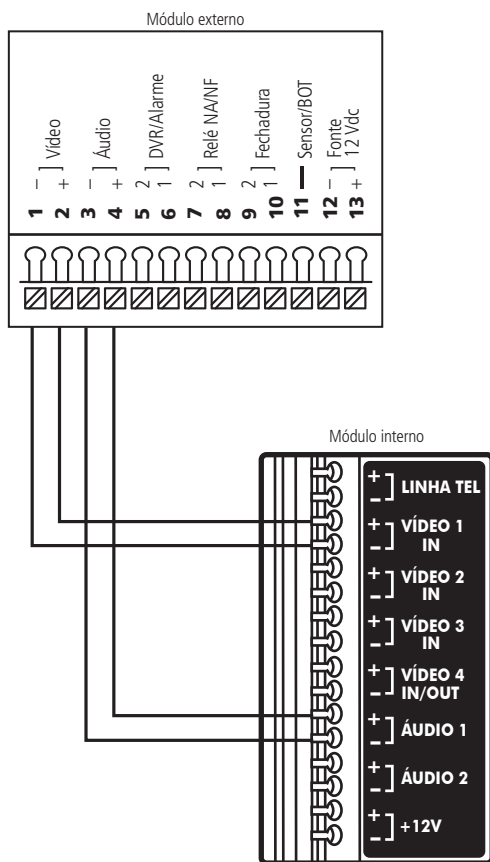 Módulo externo
1 –
2 + ] Vídeo
3 –
4 + ] Áudio
5 2
6 1 ] DVR/Alarme
7 2
8 1 ] Relé NA/NF
9 2
10 1 ] Fechadura
11 — Sensor/BOT
12 – ] Fonte
13 + 12 Vdc
Módulo interno
+
– ] LINHA TEL
+
– ] VÍDEO 1
IN
+
– ] VÍDEO 2
IN
+
– ] VÍDEO 3
IN
+
– ] VÍDEO 4
IN/OUT
+
– ] ÁUDIO 1
+
– ] ÁUDIO 2
+
– ] +12V